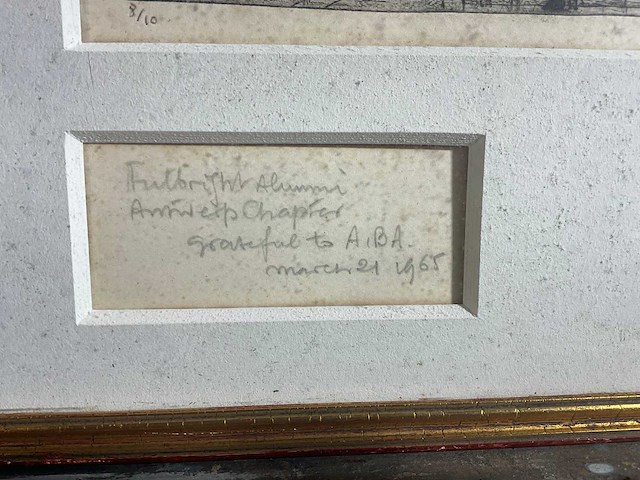 8/10
Fulbright Alumni
Antwerp Chapter
grateful to A.B.A.
march 21 1965